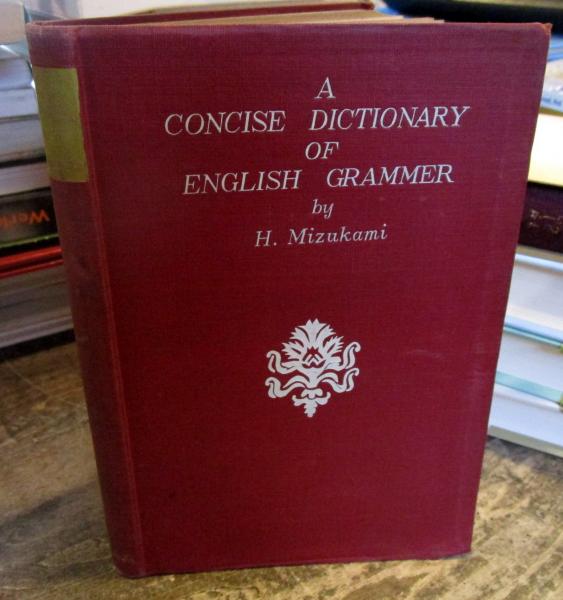 A
CONCISE DICTIONARY
OF
ENGLISH GRAMMER
by
H. Mizukami